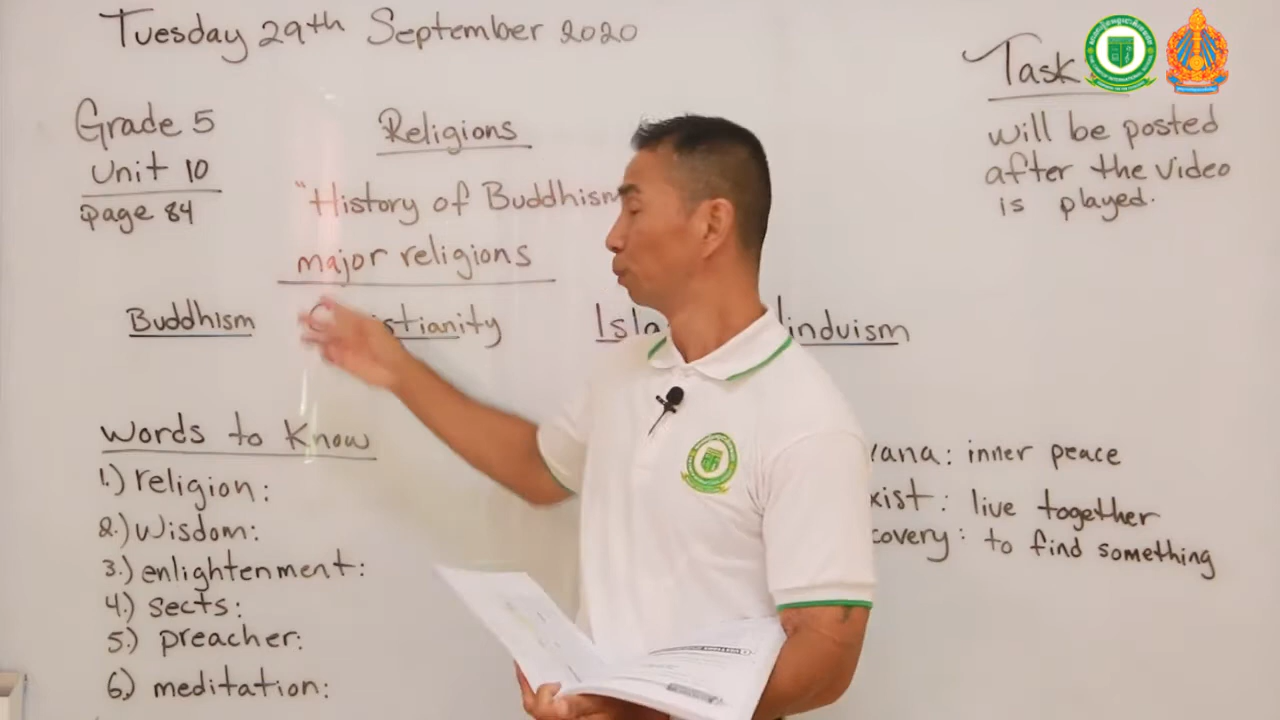 Tuesday 29th September 2020
Grade 5
Unit 10
page 84
Religions
"History of Buddhism
major religions
Buddhism
Task
will be posted
after the video
is played.
words to know
1.) religion:
2.) wisdom:
3.) enlightenment:
4.) sects:
5.) preacher:
6.) meditation:
inner peace
live together
to find something